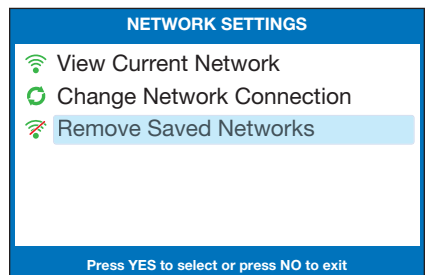 NETWORK SETTINGS
View Current Network
Change Network Connection
Remove Saved Networks
Press YES to select or press NO to exit